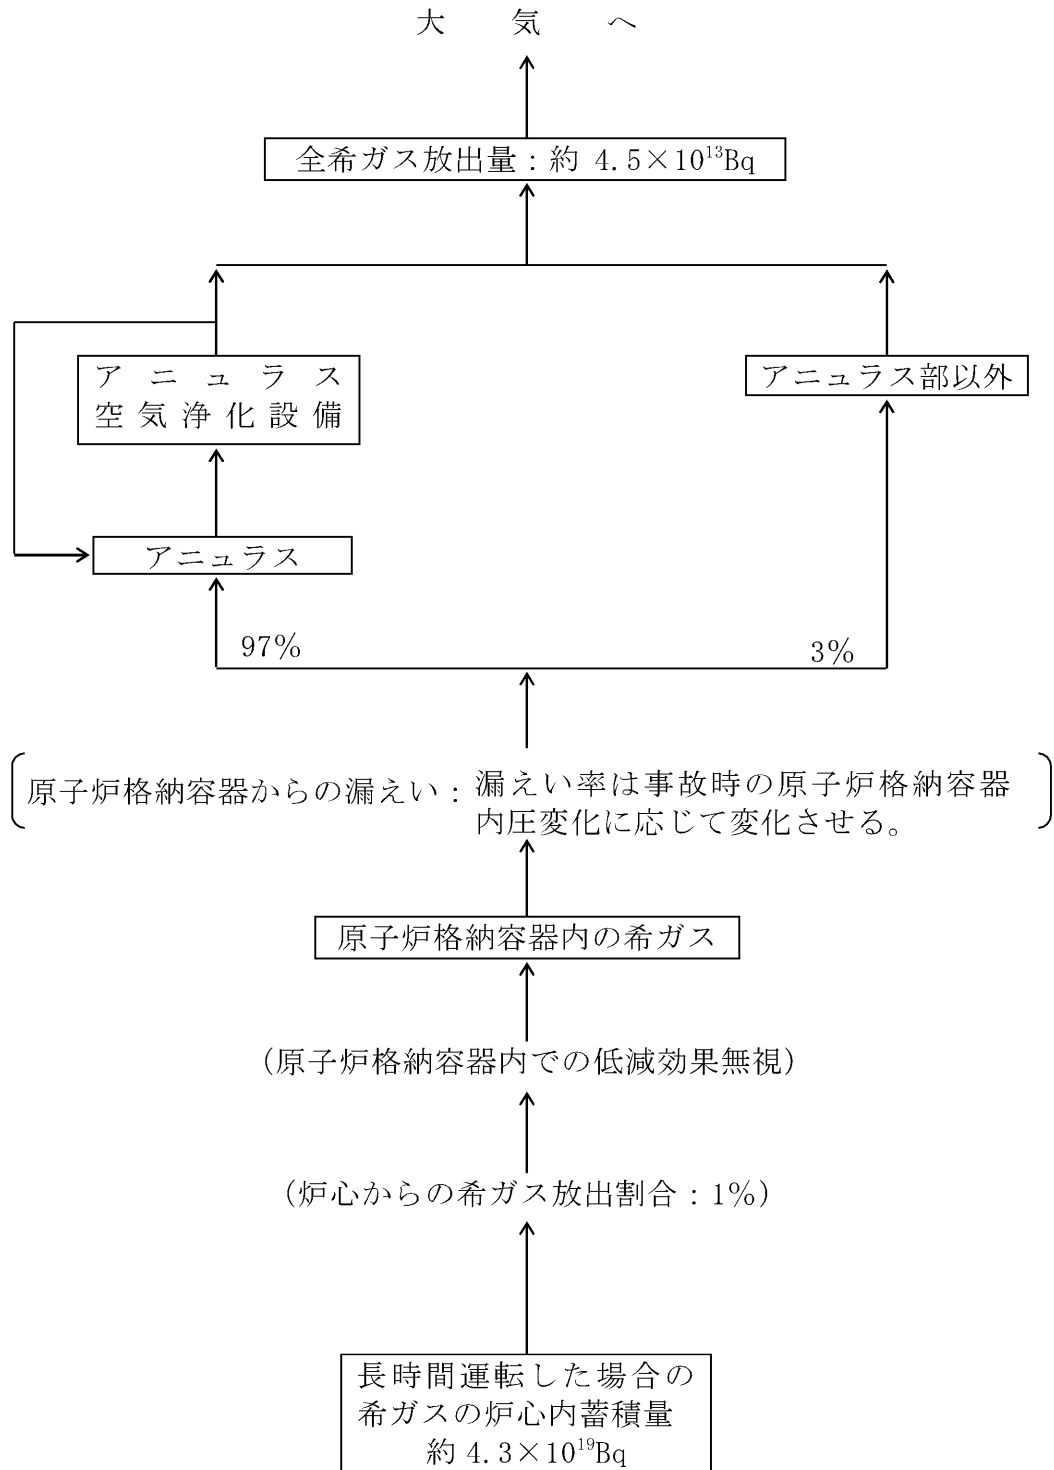 大気へ
全希ガス放出量：約 4.5×10¹³Bq
アニュラス
空気浄化設備
アニュラス部以外
アニュラス
97%
3%
原子炉格納容器からの漏えい：漏えい率は事故時の原子炉格納容器
内圧変化に応じて変化させる。
原子炉格納容器内の希ガス
(原子炉格納容器内での低減効果無視)
(炉心からの希ガス放出割合：1%)
長時間運転した場合の
希ガスの炉心内蓄積量
約 4.3×10¹⁹Bq